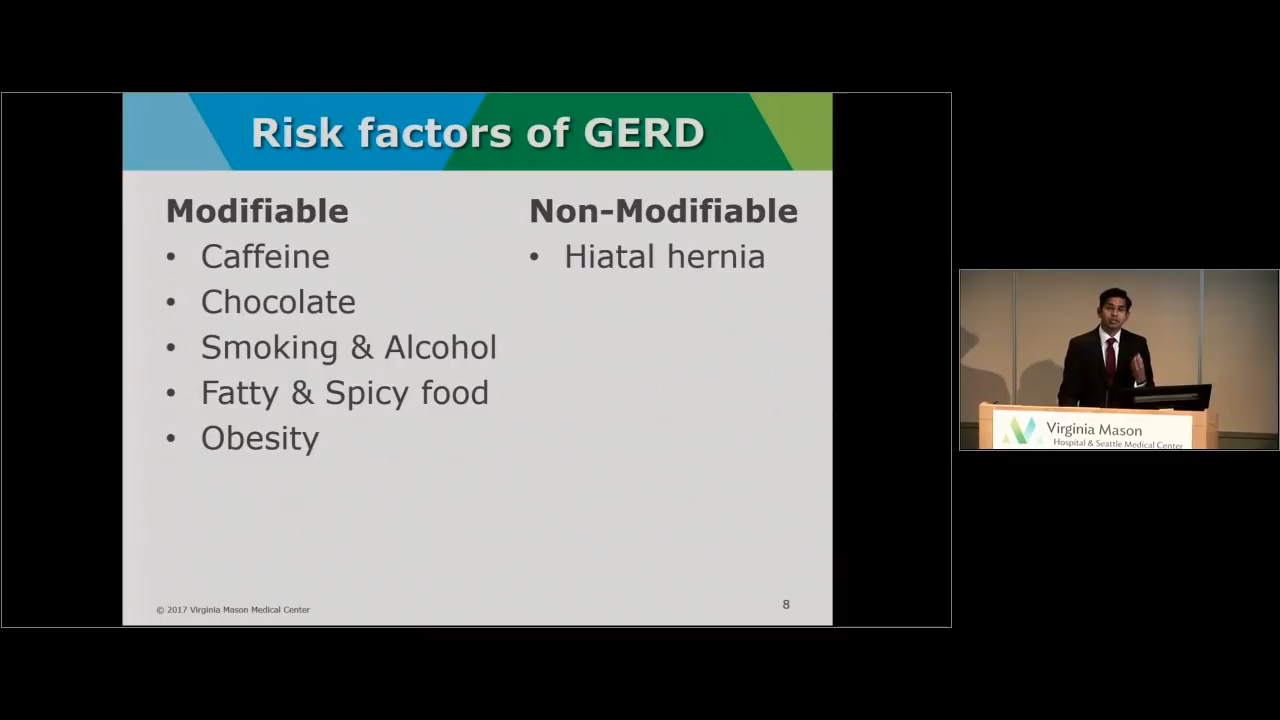 Risk factors of GERD
Modifiable
• Caffeine
• Chocolate
• Smoking & Alcohol
• Fatty & Spicy food
• Obesity
Non-Modifiable
• Hiatal hernia
© 2017 Virginia Mason Medical Center
8
Virginia Mason
Hospital & Seattle Medical Center